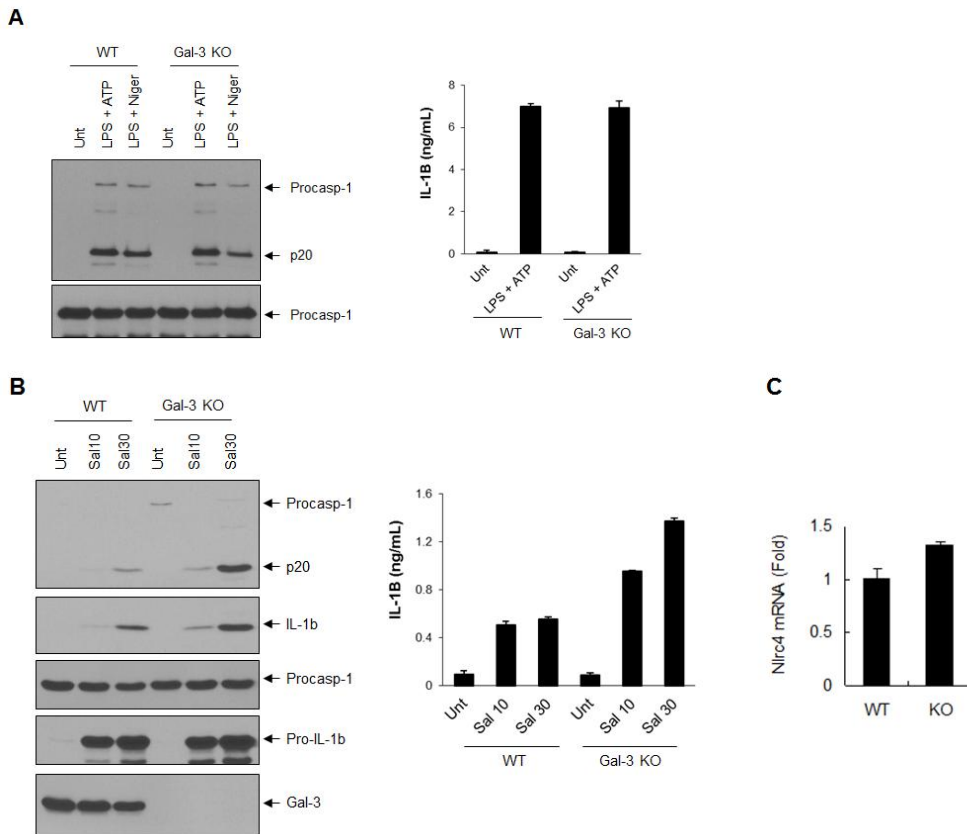 A
WT Gal-3 KO
Unt LPS + ATP LPS + Niger Unt LPS + ATP LPS + Niger
← Procasp-1
← p20
← Procasp-1
IL-1B (ng/mL)
8
6
4
2
0
Unt LPS + ATP Unt LPS + ATP
WT Gal-3 KO
B
WT Gal-3 KO
Unt Sal10 Sal30 Unt Sal10 Sal30
← Procasp-1
← p20
← IL-1b
← Procasp-1
← Pro-IL-1b
← Gal-3
IL-1B (ng/mL)
1.6
1.2
0.8
0.4
0
Unt Sal 10 Sal 30 Unt Sal 10 Sal 30
WT Gal-3 KO
C
Nlrc4 mRNA (Fold)
1.5
1
0.5
0
WT KO